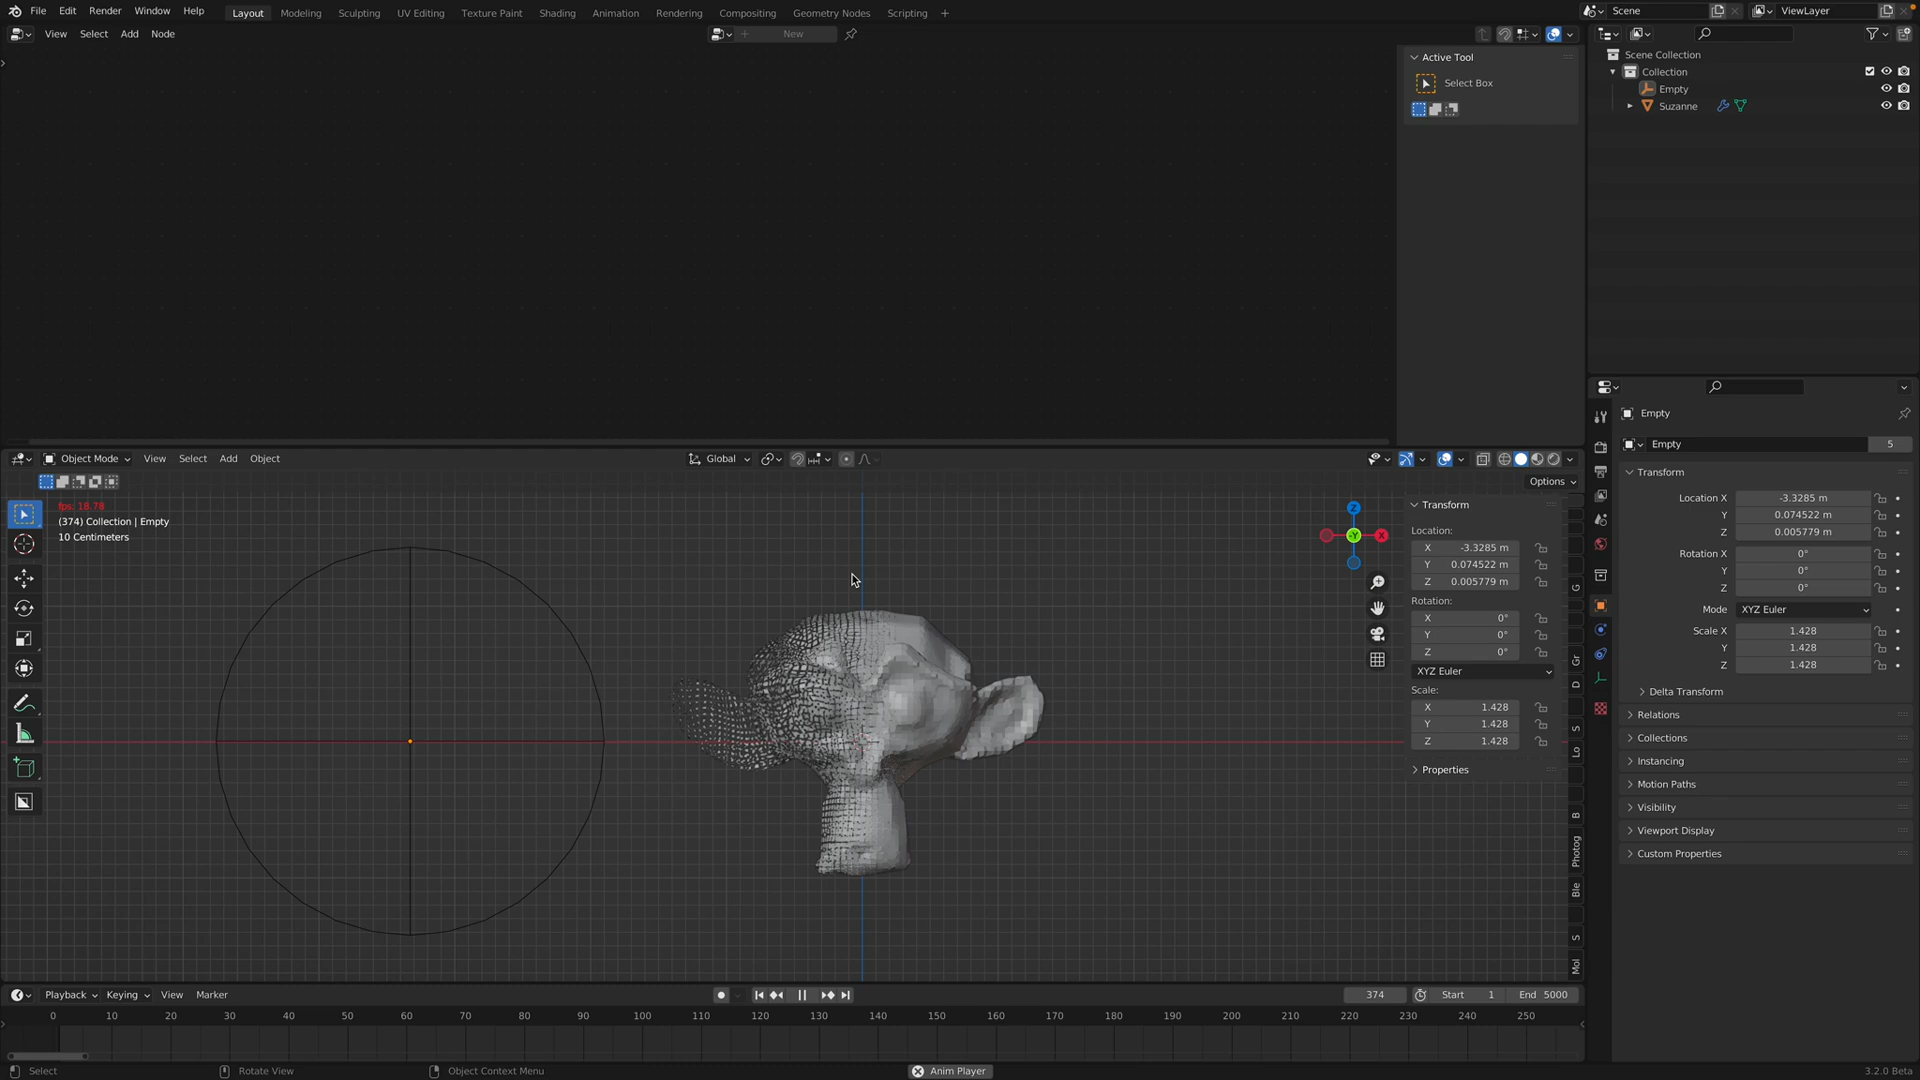 File Edit Render Window Help Layout Modeling Sculpting UV Editing Texture Paint Shading Animation Rendering Compositing Geometry Nodes Scripting + Scene ViewLayer
View Select Add Node New
Active Tool
Select Box
Scene Collection
Collection
Empty
Suzanne
Empty
Empty 5
Transform
Location X -3.3285 m
Y 0.074522 m
Z 0.005779 m
Rotation X 0°
Y 0°
Z 0°
Mode XYZ Euler
Scale X 1.428
Y 1.428
Z 1.428
Delta Transform
Relations
Collections
Instancing
Motion Paths
Visibility
Viewport Display
Custom Properties
Object Mode View Select Add Object Global
Options
fps: 18.78
(374) Collection | Empty
10 Centimeters
Z
-Y
X
Transform
Location:
X -3.3285 m
Y 0.074522 m
Z 0.005779 m
Rotation:
X 0°
Y 0°
Z 0°
XYZ Euler
Scale:
X 1.428
Y 1.428
Z 1.428
Properties
G
Gr
D
S
Lo
B
Photog
Ble
S
Mol
Playback Keying View Marker 374 Start 1 End 5000
0 10 20 30 40 50 60 70 80 90 100 110 120 130 140 150 160 170 180 190 200 210 220 230 240 250
Select Rotate View Object Context Menu Anim Player 3.2.0 Beta